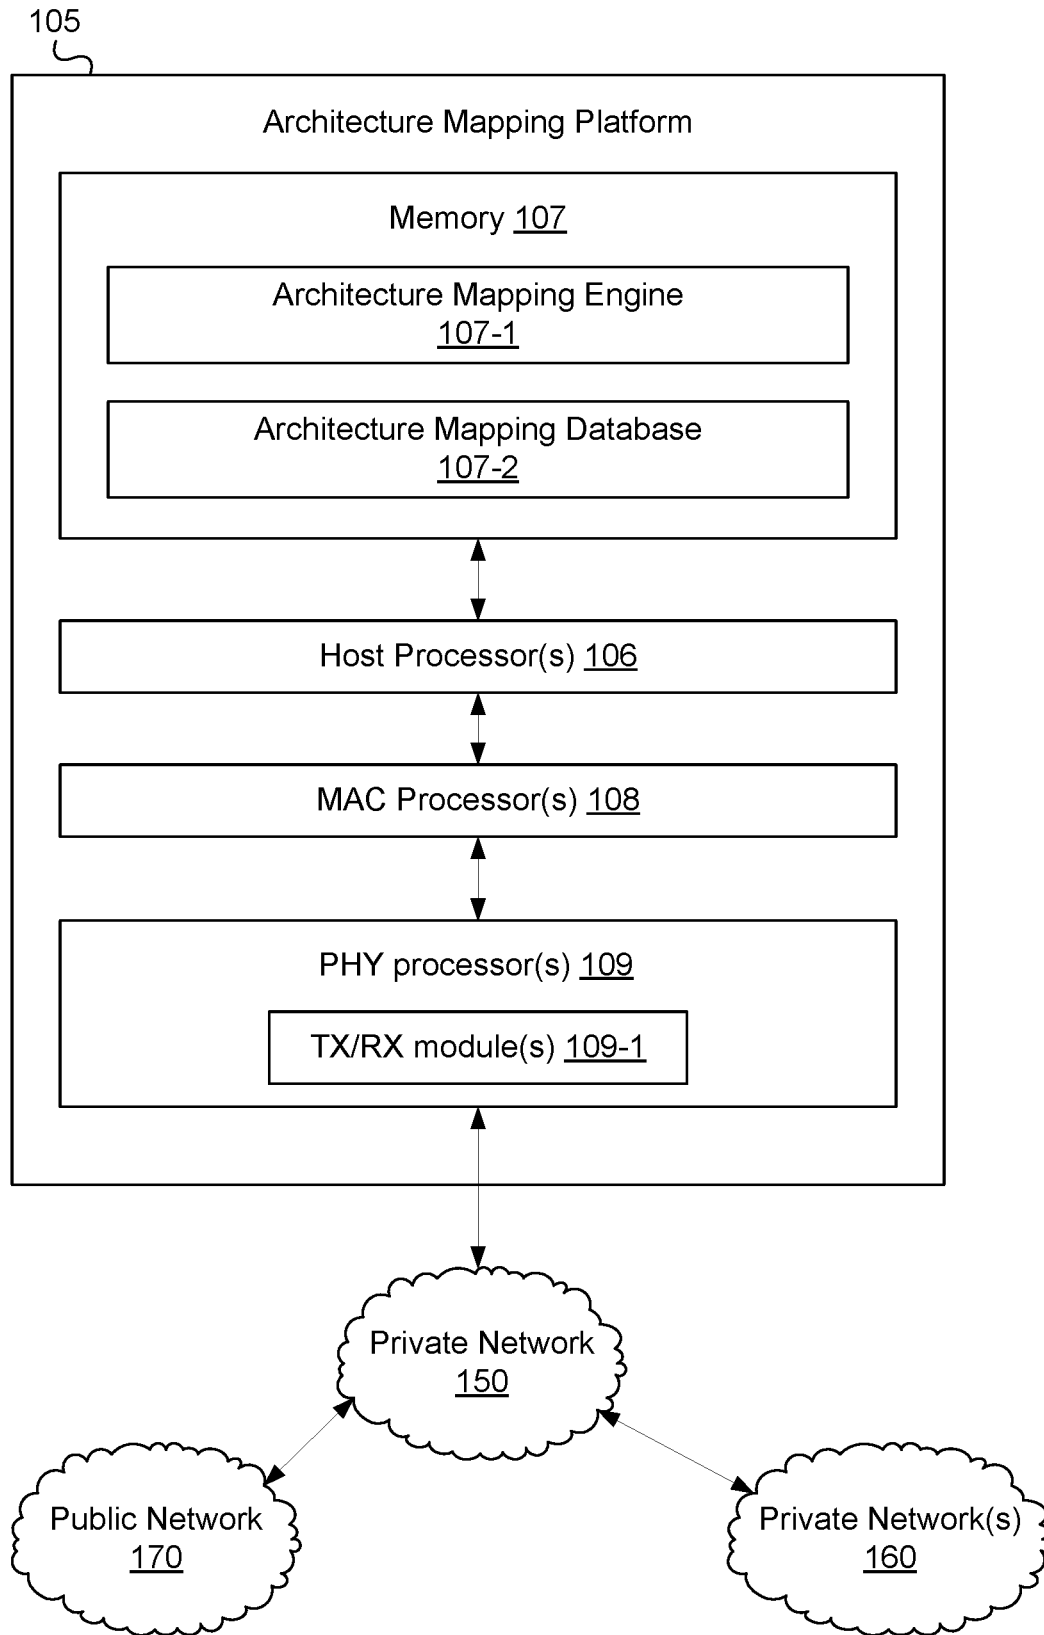 105
Architecture Mapping Platform
Memory 107
Architecture Mapping Engine
107-1
Architecture Mapping Database
107-2
Host Processor(s) 106
MAC Processor(s) 108
PHY processor(s) 109
TX/RX module(s) 109-1
Private Network
150
Public Network
170
Private Network(s)
160